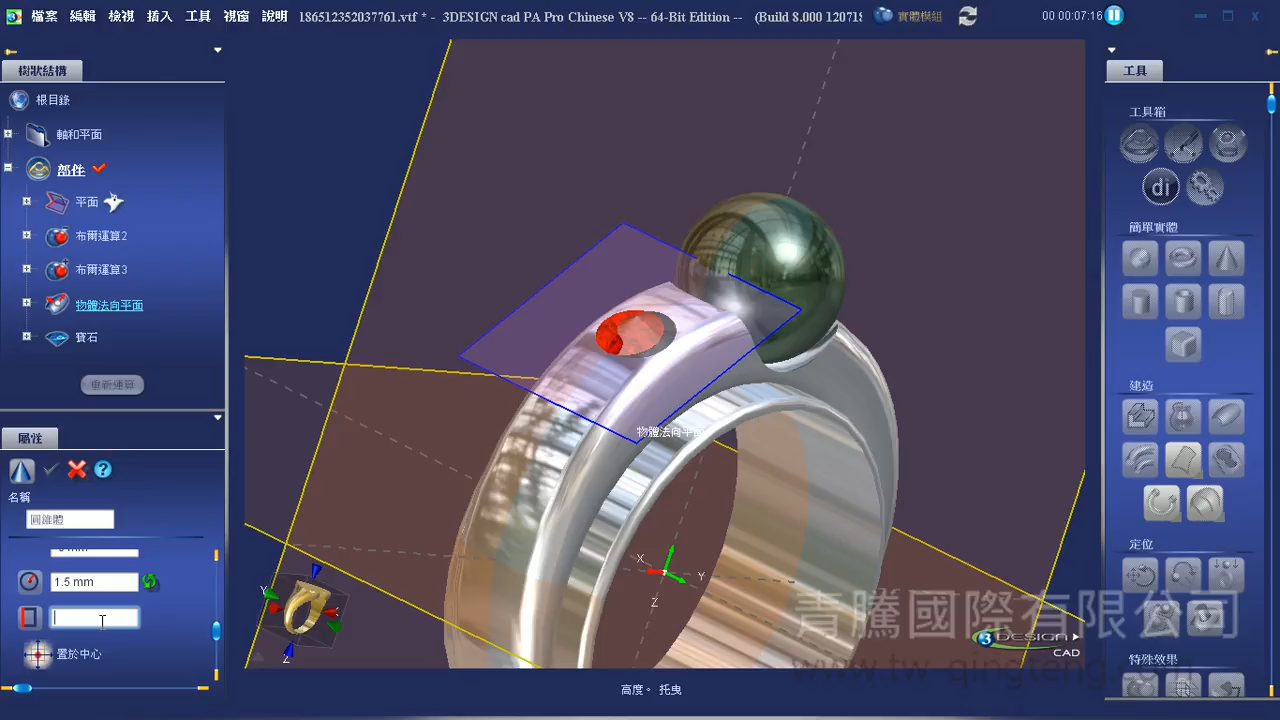 檔案 編輯 檢視 插入 工具 視窗 說明 186512352037761.vtf * - 3DESIGN cad PA Pro Chinese V8 -- 64-Bit Edition -- (Build 8.000 120718 實體模組 00 00:07:16
樹狀結構
根目錄
軸和平面
部件
平面
布爾運算2
布爾運算3
物體法向平面
寶石
重新運算
屬性
名稱
圓錐體
1.5 mm
置於中心
物體法向平面
X
Y
Z
Y
X
Z
高度。 托曳
3DESIGN
CAD
青騰國際有限公司
www.tw-qingteng.com
工具
工具箱
di
簡單實體
建造
定位
特殊效果